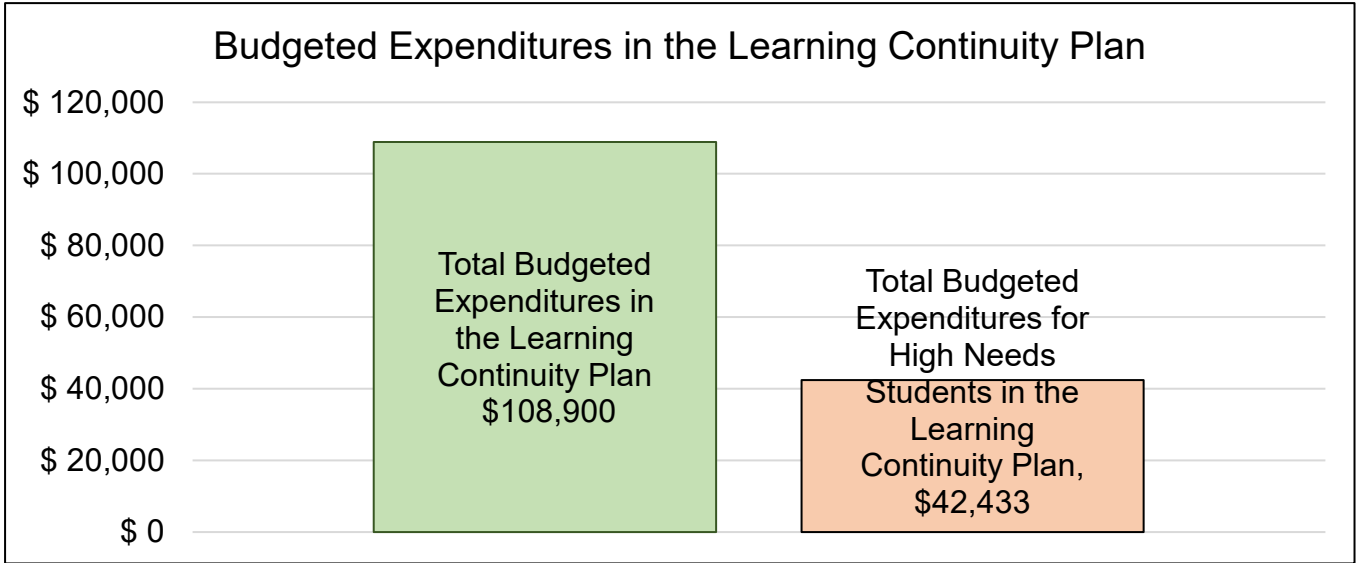 Budgeted Expenditures in the Learning Continuity Plan
$ 120,000
$ 100,000
$ 80,000
$ 60,000
$ 40,000
$ 20,000
$ 0
Total Budgeted
Expenditures in
the Learning
Continuity Plan
$108,900
Total Budgeted
Expenditures for
High Needs
Students in the
Learning
Continuity Plan,
$42,433